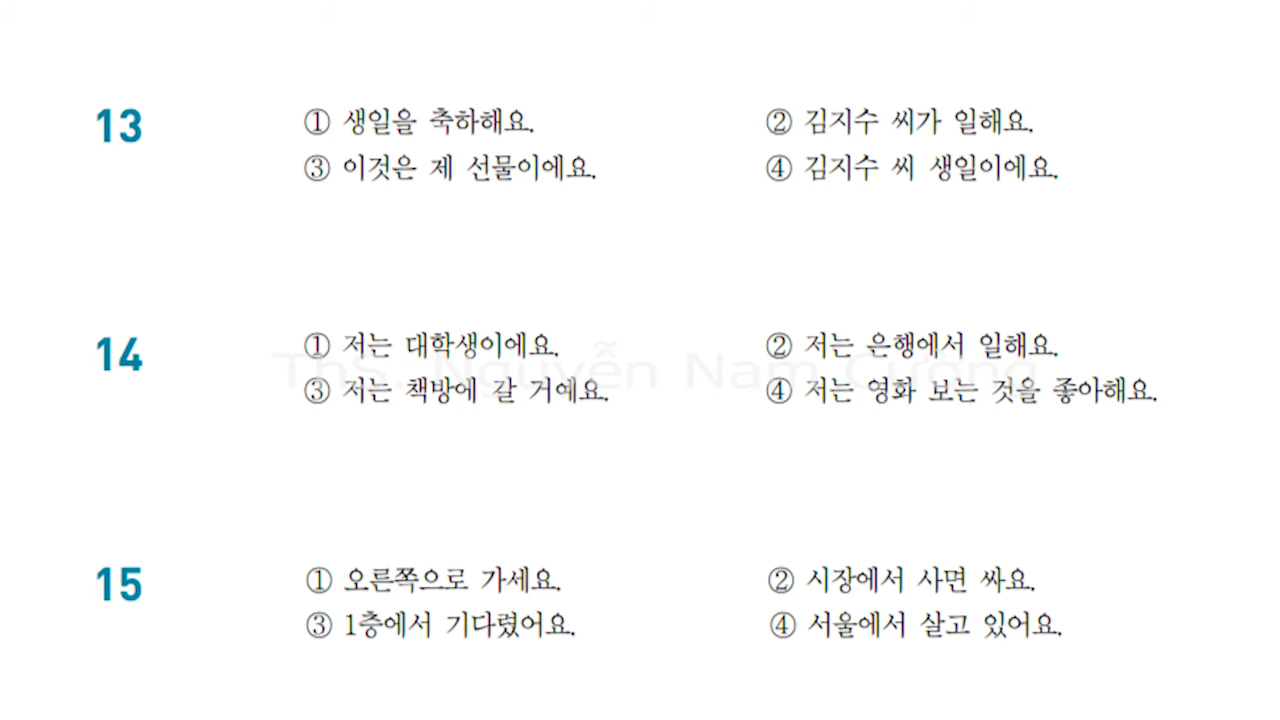 13 ① 생일을 축하해요. ② 김지수 씨가 일해요.
③ 이것은 제 선물이에요. ④ 김지수 씨 생일이에요.
14 ① 저는 대학생이에요. ② 저는 은행에서 일해요.
ThS. Nguyễn Nam Cường
③ 저는 책방에 갈 거예요. ④ 저는 영화 보는 것을 좋아해요.
15 ① 오른쪽으로 가세요. ② 시장에서 사면 싸요.
③ 1층에서 기다렸어요. ④ 서울에서 살고 있어요.